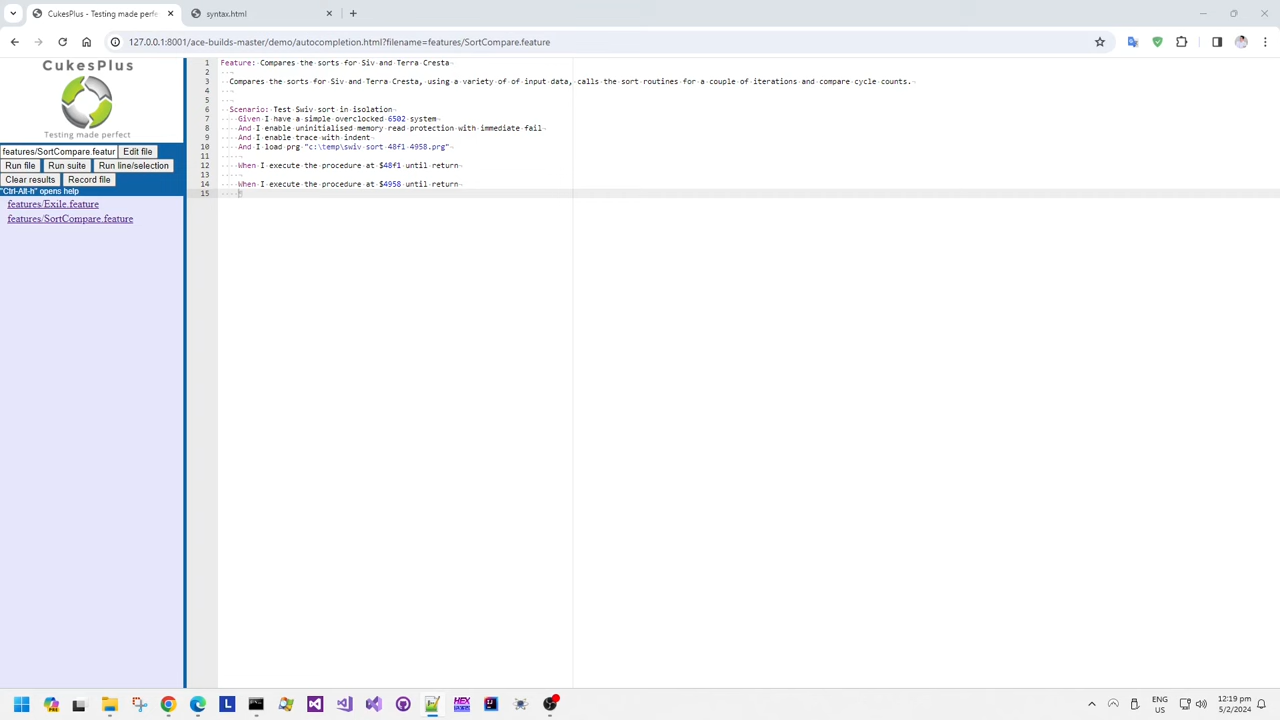 CukesPlus - Testing made perfe
syntax.html
127.0.0.1:8001/ace-builds-master/demo/autocompletion.html?filename=features/SortCompare.feature
CukesPlus
Testing made perfect
features/SortCompare.featur Edit file
Run file Run suite Run line/selection
Clear results Record file
"Ctrl-Alt-h" opens help
features/Exile.feature
features/SortCompare.feature
1 Feature: Compares the sorts for Siv and Terra Cresta
2
3 Compares the sorts for Siv and Terra Cresta, using a variety of of input data, calls the sort routines for a couple of iterations and compare cycle counts.
4
5
6 Scenario: Test Swiv sort in isolation
7 Given I have a simple overclocked 6502 system
8 And I enable uninitialised memory read protection with immediate fail
9 And I enable trace with indent
10 And I load prg "c:\temp\swiv sort-48f1-4958.prg"
11
12 When I execute the procedure at $48f1 until return
13
14 When I execute the procedure at $4958 until return
15
HEX
L
ENG
US
12:19 pm
5/2/2024